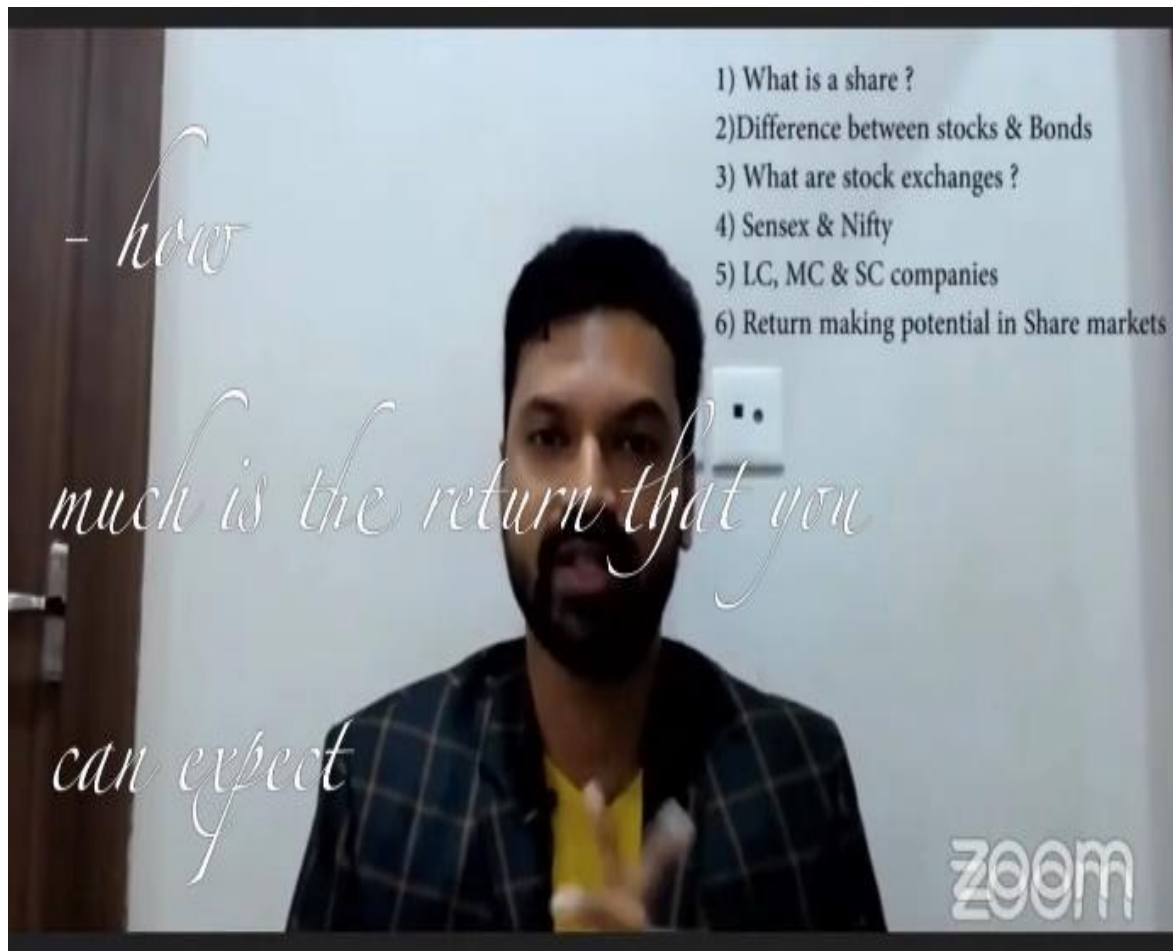 1) What is a share ?
2)Difference between stocks & Bonds
3) What are stock exchanges ?
4) Sensex & Nifty
5) LC, MC & SC companies
6) Return making potential in Share markets
- how
much is the return that you
can expect
zoom